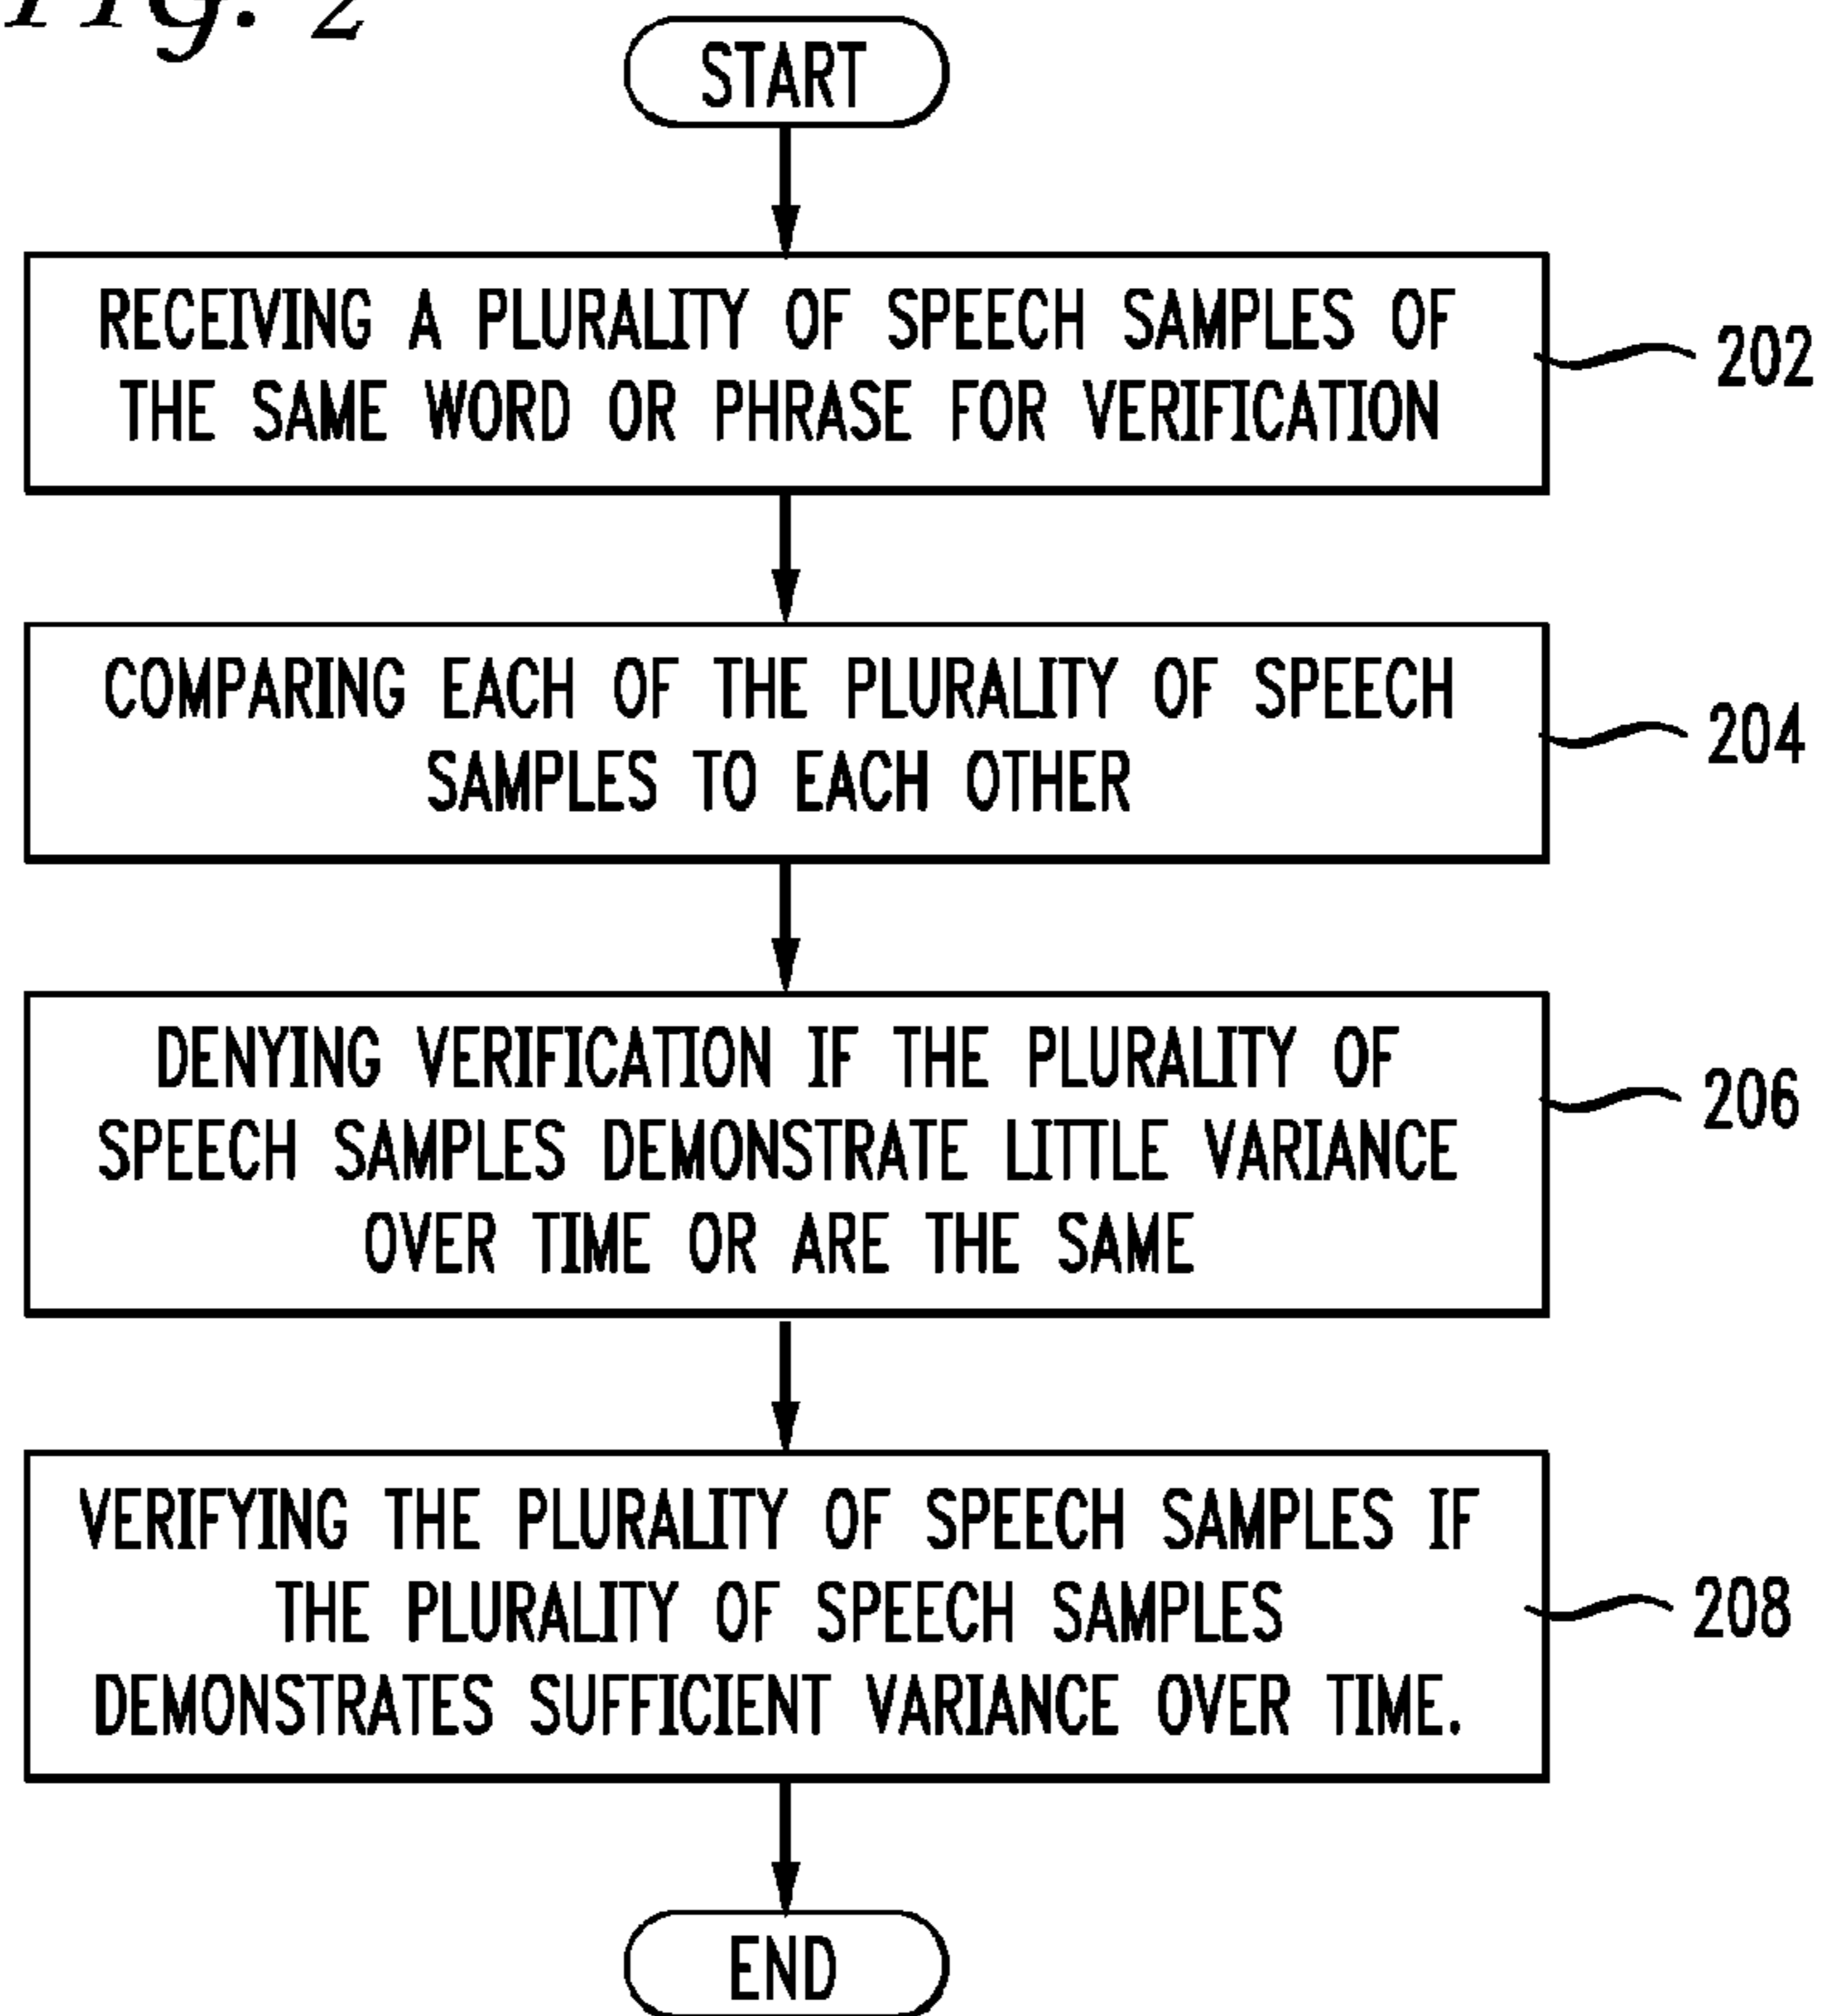 FIG. 2
START
RECEIVING A PLURALITY OF SPEECH SAMPLES OF
THE SAME WORD OR PHRASE FOR VERIFICATION
202
COMPARING EACH OF THE PLURALITY OF SPEECH
SAMPLES TO EACH OTHER
204
DENYING VERIFICATION IF THE PLURALITY OF
SPEECH SAMPLES DEMONSTRATE LITTLE VARIANCE
OVER TIME OR ARE THE SAME
206
VERIFYING THE PLURALITY OF SPEECH SAMPLES IF
THE PLURALITY OF SPEECH SAMPLES
DEMONSTRATES SUFFICIENT VARIANCE OVER TIME.
208
END